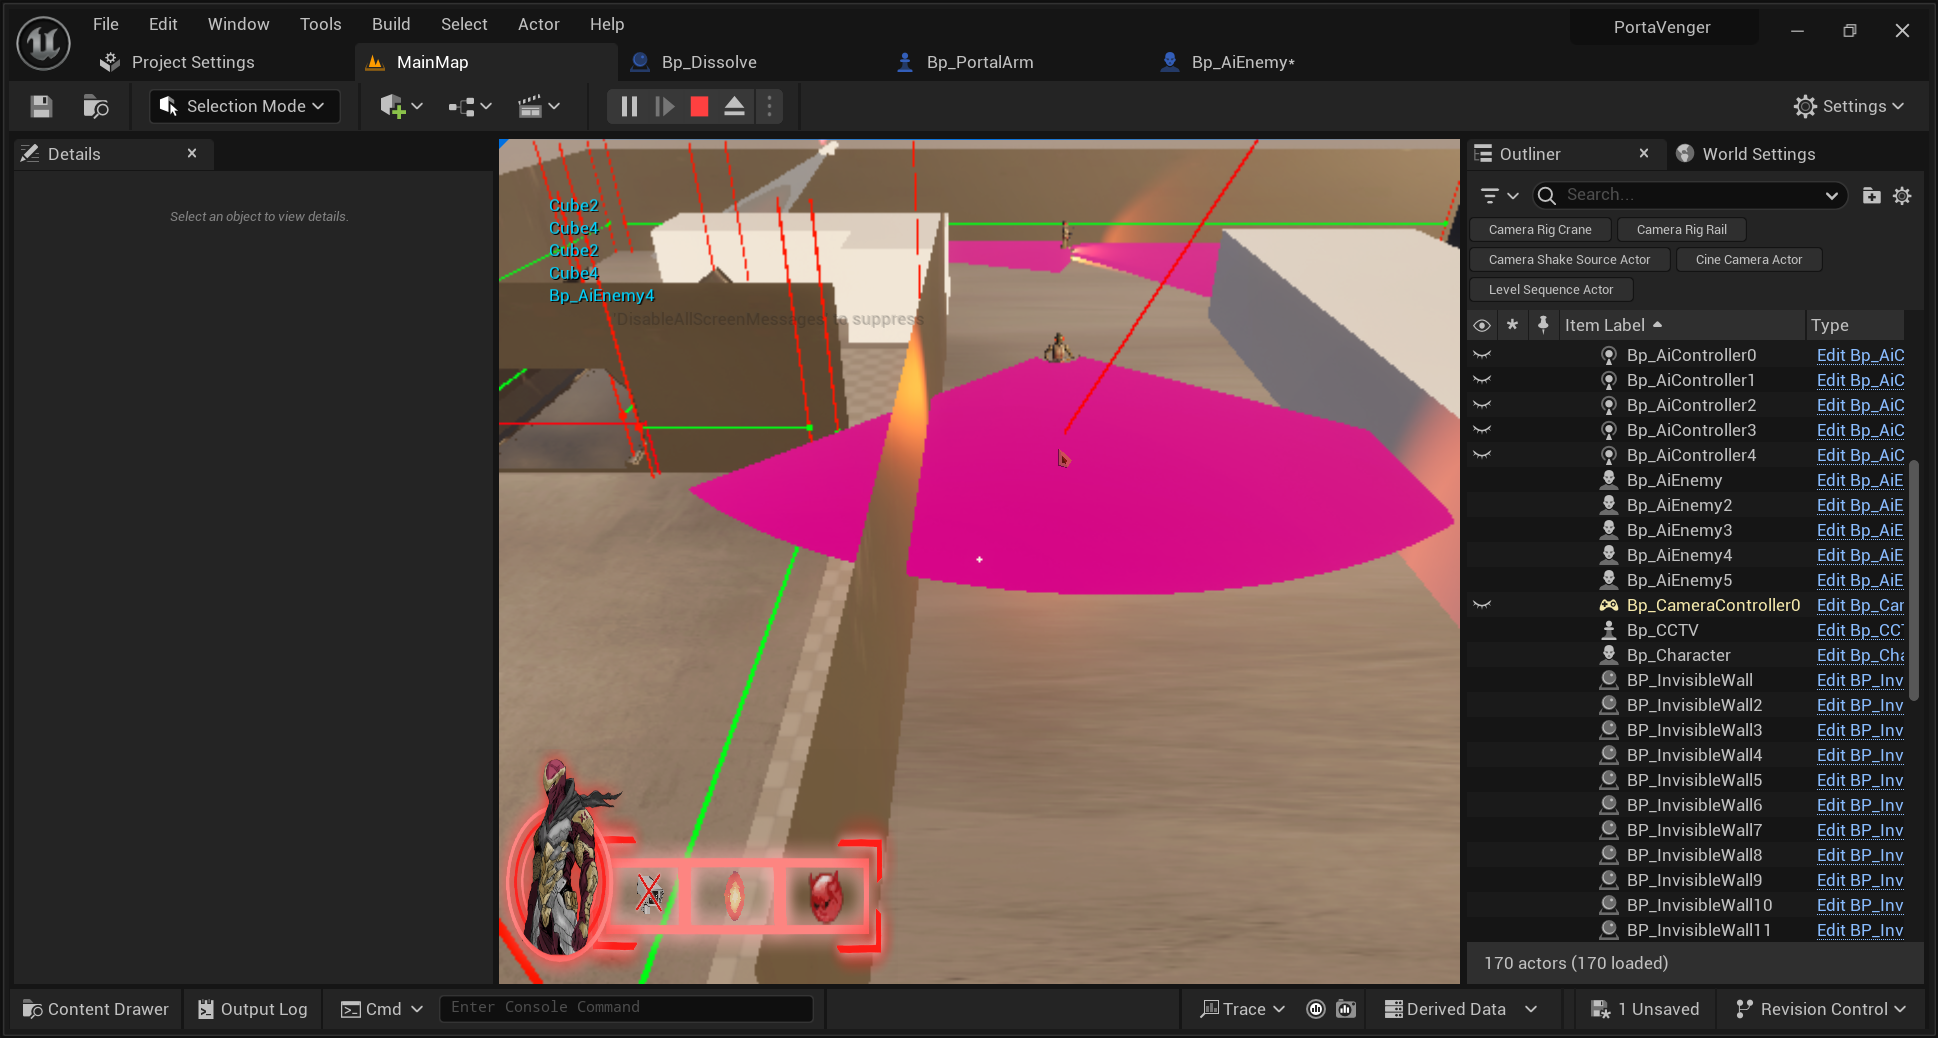 File Edit Window Tools Build Select Actor Help PortaVenger
Project Settings MainMap Bp_Dissolve Bp_PortalArm Bp_AiEnemy*
Selection Mode Settings
Details
Select an object to view details.
Cube2
Cube4
Cube2
Cube4
Bp_AiEnemy4
'DisableAllScreenMessages' to suppress
Outliner World Settings
Search...
Camera Rig Crane Camera Rig Rail
Camera Shake Source Actor Cine Camera Actor
Level Sequence Actor
Item Label Type
Bp_AiController0 Edit Bp_AiC
Bp_AiController1 Edit Bp_AiC
Bp_AiController2 Edit Bp_AiC
Bp_AiController3 Edit Bp_AiC
Bp_AiController4 Edit Bp_AiC
Bp_AiEnemy Edit Bp_AiE
Bp_AiEnemy2 Edit Bp_AiE
Bp_AiEnemy3 Edit Bp_AiE
Bp_AiEnemy4 Edit Bp_AiE
Bp_AiEnemy5 Edit Bp_AiE
Bp_CameraController0 Edit Bp_Car
Bp_CCTV Edit Bp_CCT
Bp_Character Edit Bp_Cha
BP_InvisibleWall Edit BP_Inv
BP_InvisibleWall2 Edit BP_Inv
BP_InvisibleWall3 Edit BP_Inv
BP_InvisibleWall4 Edit BP_Inv
BP_InvisibleWall5 Edit BP_Inv
BP_InvisibleWall6 Edit BP_Inv
BP_InvisibleWall7 Edit BP_Inv
BP_InvisibleWall8 Edit BP_Inv
BP_InvisibleWall9 Edit BP_Inv
BP_InvisibleWall10 Edit BP_Inv
BP_InvisibleWall11 Edit BP_Inv
170 actors (170 loaded)
Content Drawer Output Log Cmd Enter Console Command Trace Derived Data 1 Unsaved Revision Control